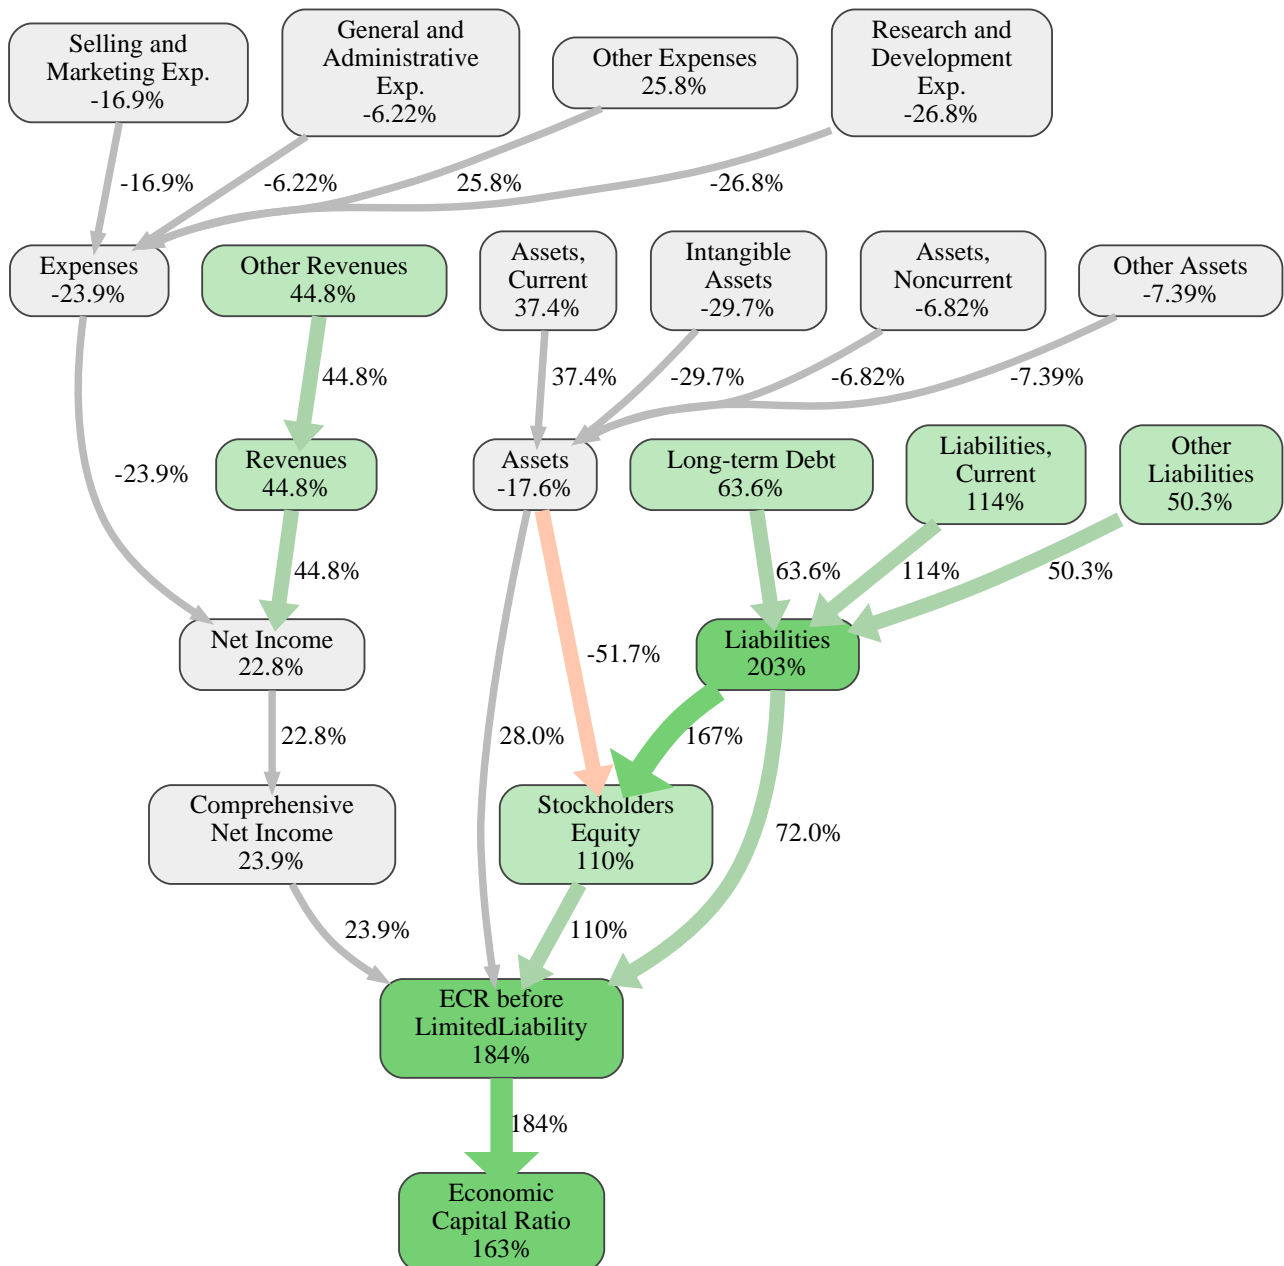 Selling and
Marketing Exp.
-16.9%
General and
Administrative
Exp.
-6.22%
Other Expenses
25.8%
Research and
Development
Exp.
-26.8%
-16.9%
-6.22%
25.8%
-26.8%
Expenses
-23.9%
Other Revenues
44.8%
Assets,
Current
37.4%
Intangible
Assets
-29.7%
Assets,
Noncurrent
-6.82%
Other Assets
-7.39%
44.8%
37.4%
-29.7%
-6.82%
-7.39%
-23.9%
Revenues
44.8%
Assets
-17.6%
Long-term Debt
63.6%
Liabilities,
Current
114%
Other
Liabilities
50.3%
44.8%
63.6%
114%
50.3%
Net Income
22.8%
-51.7%
Liabilities
203%
22.8%
28.0%
167%
72.0%
Comprehensive
Net Income
23.9%
Stockholders
Equity
110%
23.9%
110%
ECR before
LimitedLiability
184%
184%
Economic
Capital Ratio
163%